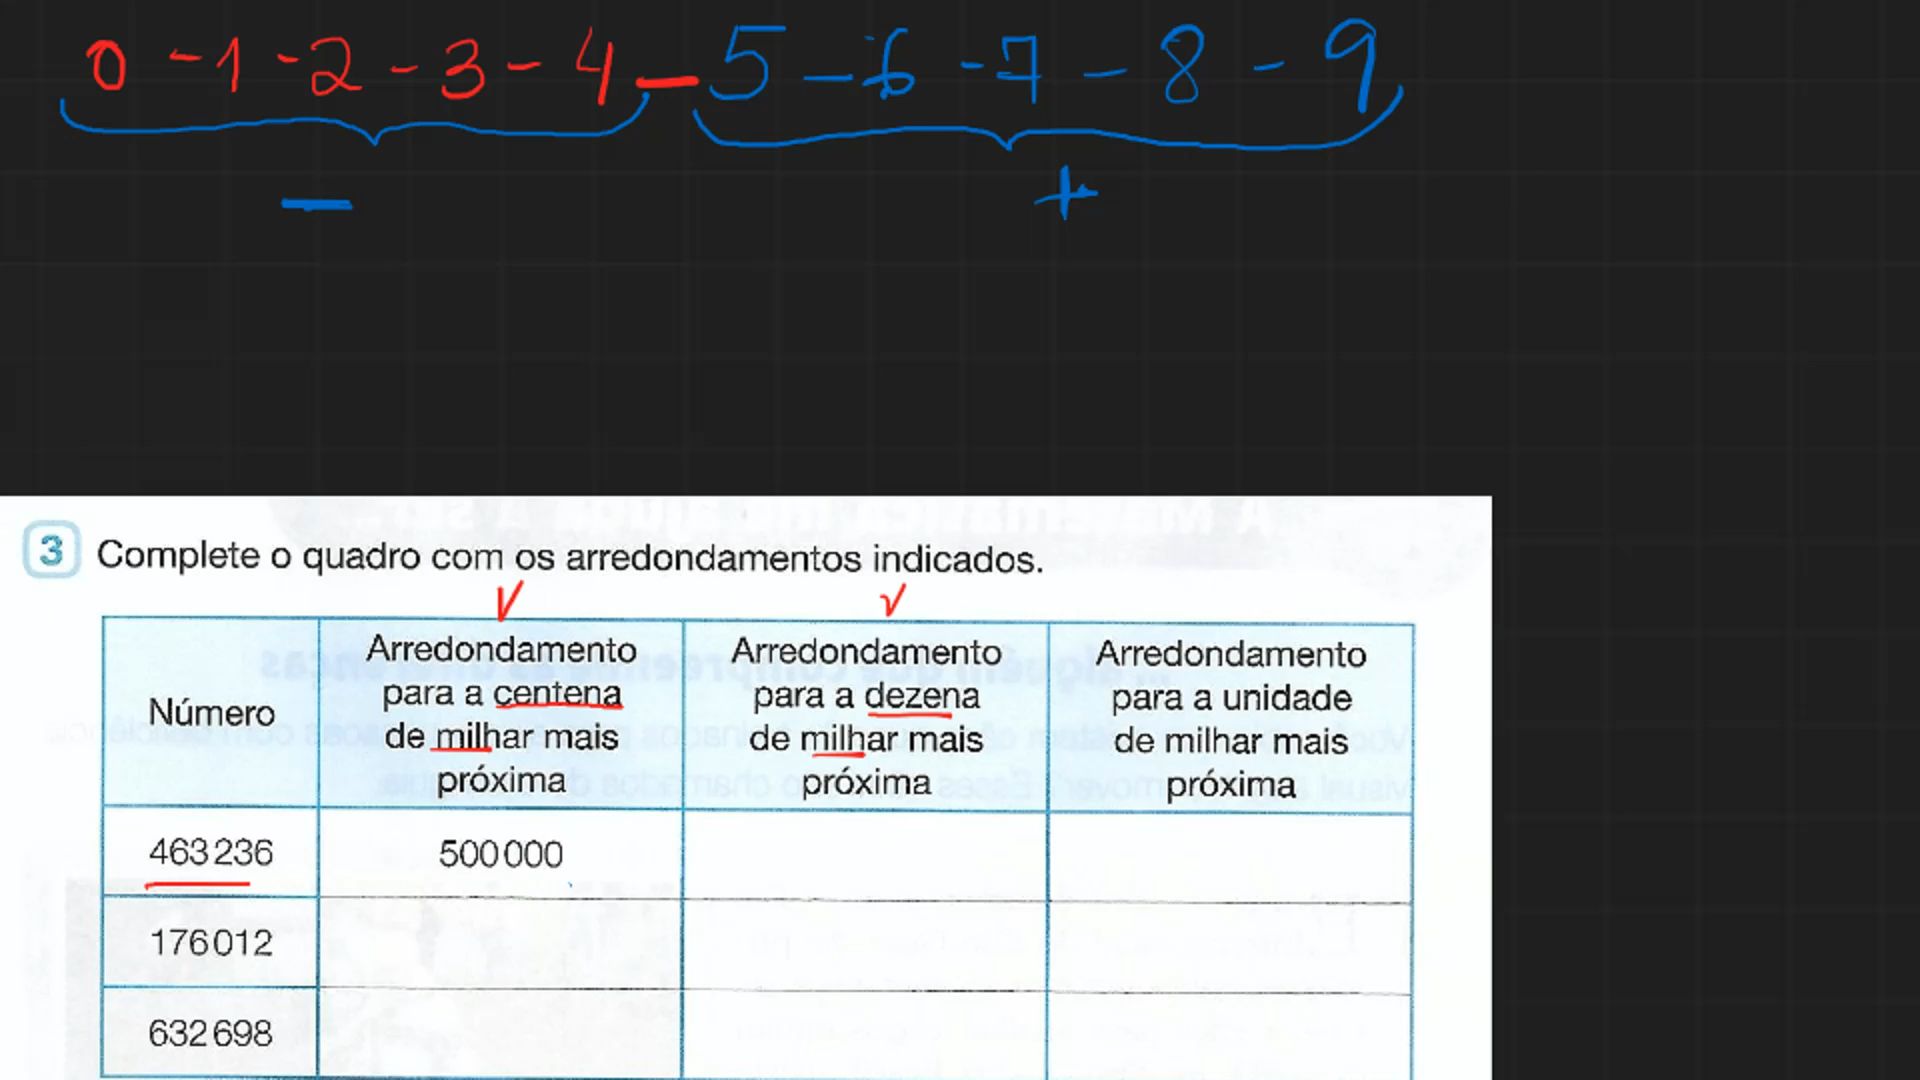 0 - 1 - 2 - 3 - 4 - 5 - 6 - 7 - 8 - 9
- +
3 Complete o quadro com os arredondamentos indicados.
Número
Arredondamento
para a centena
de milhar mais
próxima
Arredondamento
para a dezena
de milhar mais
próxima
Arredondamento
para a unidade
de milhar mais
próxima
463 236 500 000
176 012
632 698